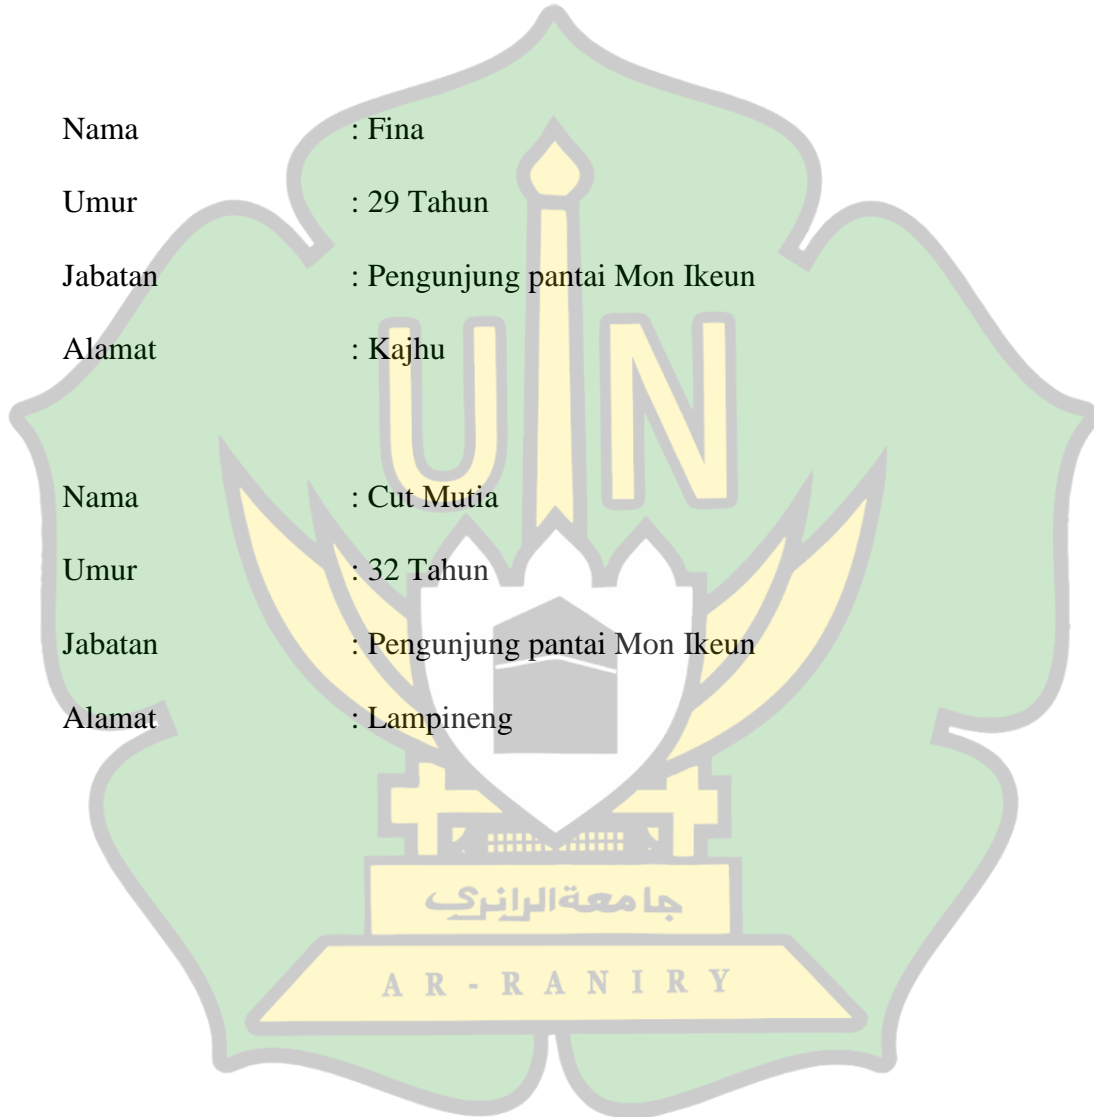 Nama : Fina
Umur : 29 Tahun
Jabatan : Pengunjung pantai Mon Ikeun
Alamat : Kajhu
UIN
Nama : Cut Mutia
Umur : 32 Tahun
Jabatan : Pengunjung pantai Mon Ikeun
Alamat : Lampineng
جامعة الرانري
AR-RANIRY